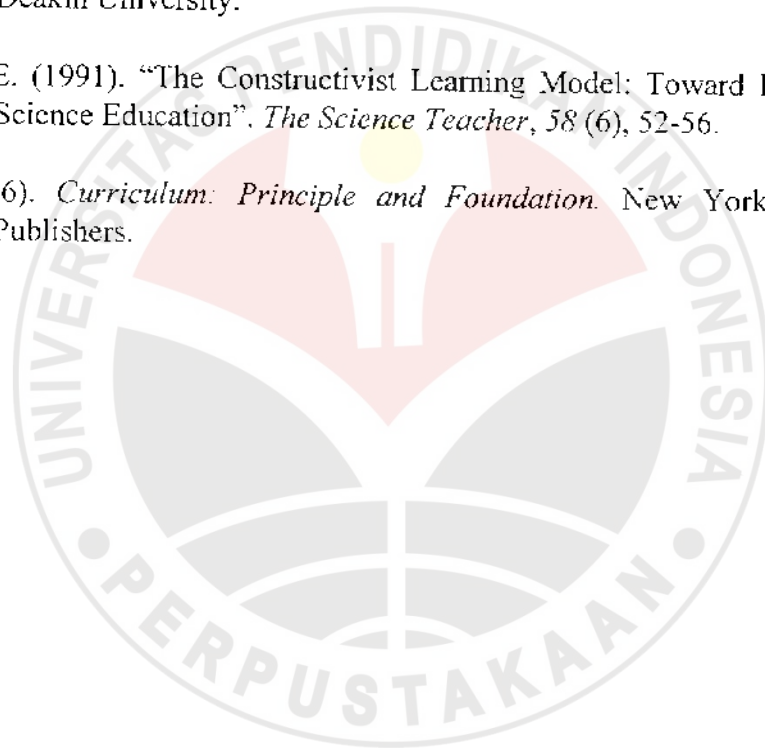 Deakin University.
E. (1991). “The Constructivist Learning Model: Toward
Science Education”. The Science Teacher, 58 (6), 52-56.
6). Curriculum: Principle and Foundation. New York
Publishers.
UNIVERSITAS PENDIDIKAN INDONESIA
PERPUSTAKAAN